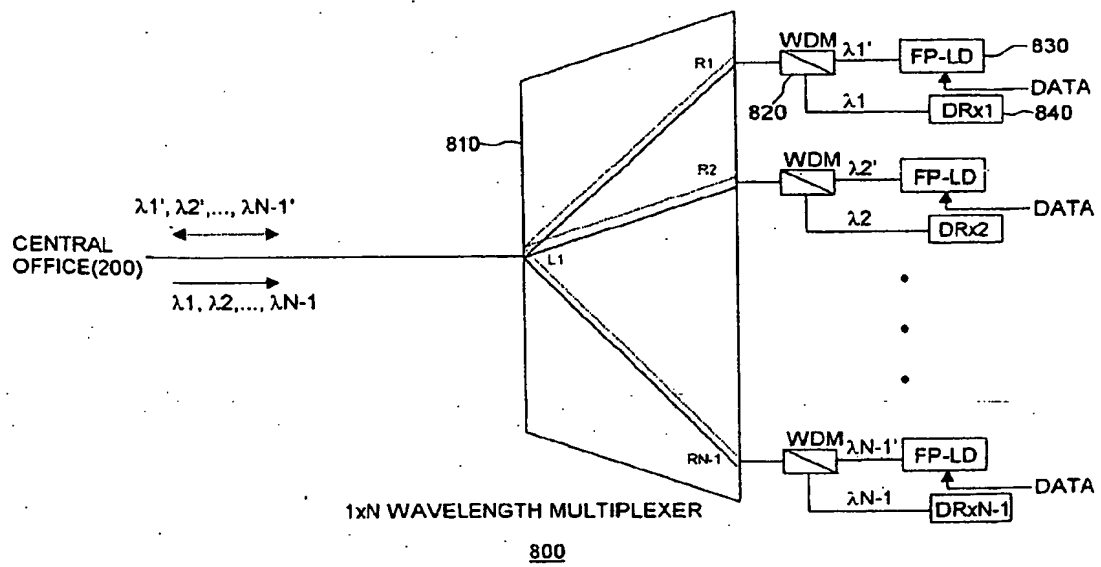 WDM
λ1'
FP-LD
830
R1
DATA
820
λ1
DRx1
840
810
WDM
λ2'
FP-LD
R2
DATA
λ2
DRx2
λ1', λ2',..., λN-1'
CENTRAL
OFFICE(200)
L1
λ1, λ2,..., λN-1
WDM
λN-1'
FP-LD
RN-1
DATA
λN-1
DRxN-1
1xN WAVELENGTH MULTIPLEXER
800